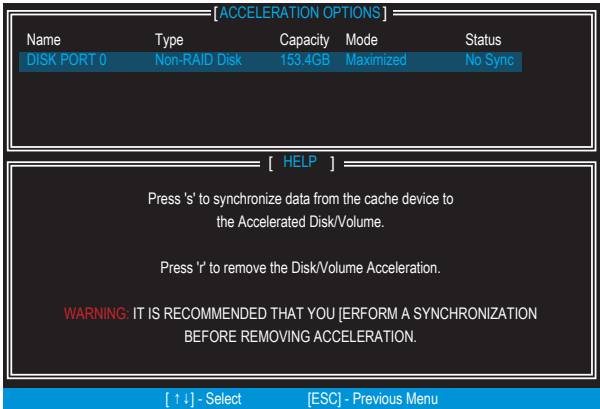 [ACCELERATION OPTIONS]
Name Type Capacity Mode Status
DISK PORT 0 Non-RAID Disk 153.4GB Maximized No Sync
[ HELP ]
Press 's' to synchronize data from the cache device to
the Accelerated Disk/Volume.
Press 'r' to remove the Disk/Volume Acceleration.
WARNING: IT IS RECOMMENDED THAT YOU [ERFORM A SYNCHRONIZATION
BEFORE REMOVING ACCELERATION.
[ ↑↓] - Select [ESC] - Previous Menu